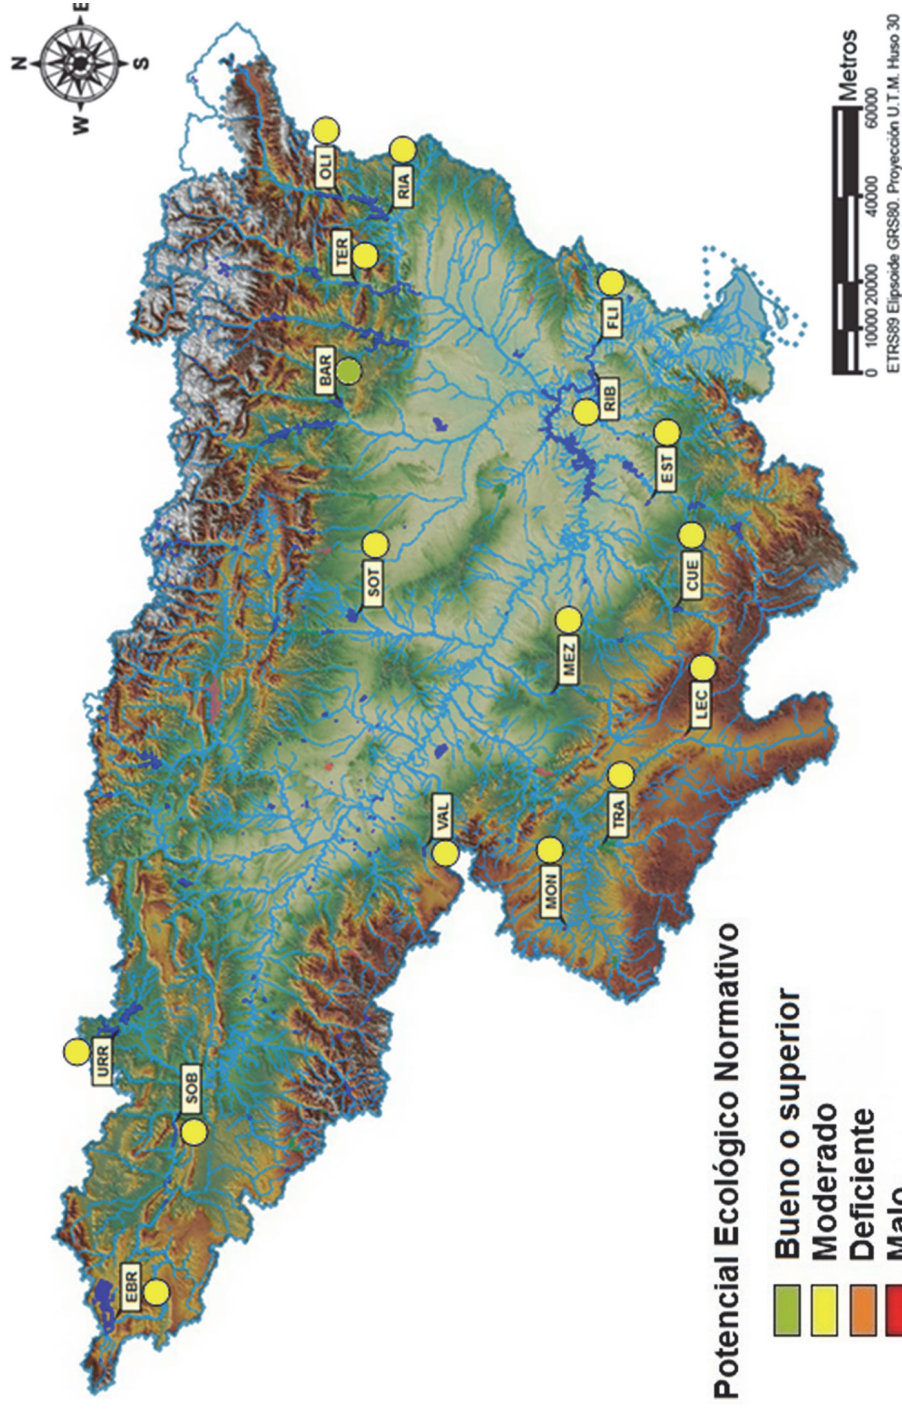 N
W
E
S
OLI
RIA
TER
BAR
FLI
RIB
EST
SOT
CUE
MEZ
LEC
VAL
TRA
MON
URR
SOB
EBR
Potencial Ecológico Normativo
Bueno o superior
Moderado
Deficiente
Malo
0 10000 20000 40000 60000
Metros
ETRS89 Elipsoide GRS80. Proyección U.T.M. Huso 30